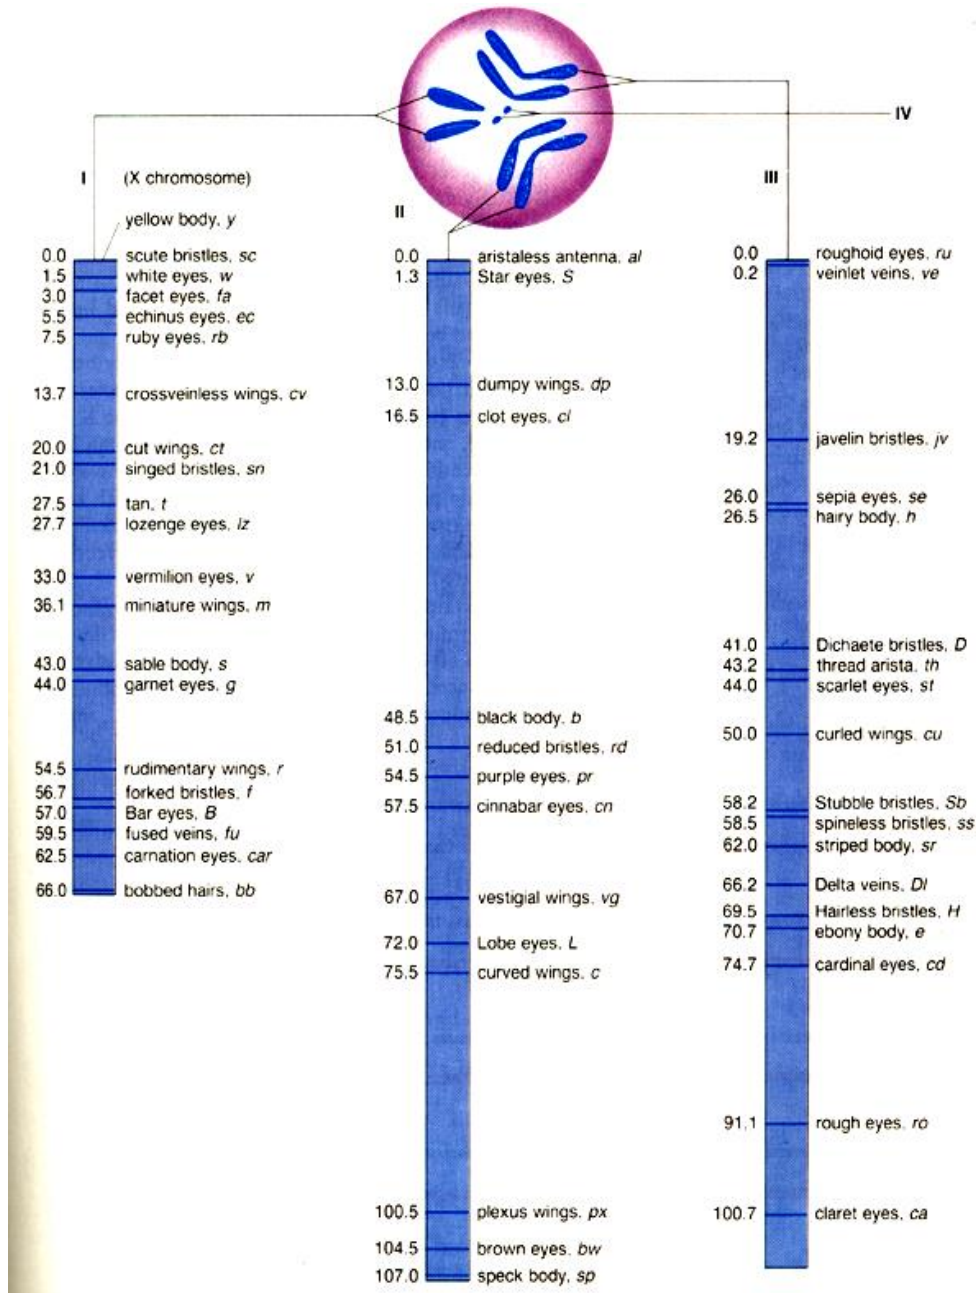 IV
I (X chromosome)
II
III
yellow body, y
0.0 scute bristles, sc
1.5 white eyes, w
3.0 facet eyes, fa
5.5 echinus eyes, ec
7.5 ruby eyes, rb
13.7 crossveinless wings, cv
20.0 cut wings, ct
21.0 singed bristles, sn
27.5 tan, t
27.7 lozenge eyes, lz
33.0 vermilion eyes, v
36.1 miniature wings, m
43.0 sable body, s
44.0 garnet eyes, g
54.5 rudimentary wings, r
56.7 forked bristles, f
57.0 Bar eyes, B
59.5 fused veins, fu
62.5 carnation eyes, car
66.0 bobbed hairs, bb
0.0 aristaless antenna, al
1.3 Star eyes, S
13.0 dumpy wings, dp
16.5 clot eyes, cl
48.5 black body, b
51.0 reduced bristles, rd
54.5 purple eyes, pr
57.5 cinnabar eyes, cn
67.0 vestigial wings, vg
72.0 Lobe eyes, L
75.5 curved wings, c
100.5 plexus wings, px
104.5 brown eyes, bw
107.0 speck body, sp
0.0 roughoid eyes, ru
0.2 veinlet veins, ve
19.2 javelin bristles, jv
26.0 sepia eyes, se
26.5 hairy body, h
41.0 Dichaete bristles, D
43.2 thread arista, th
44.0 scarlet eyes, st
50.0 curled wings, cu
58.2 Stubble bristles, Sb
58.5 spineless bristles, ss
62.0 striped body, sr
66.2 Delta veins, Dl
69.5 Hairless bristles, H
70.7 ebony body, e
74.7 cardinal eyes, cd
91.1 rough eyes, ro
100.7 claret eyes, ca